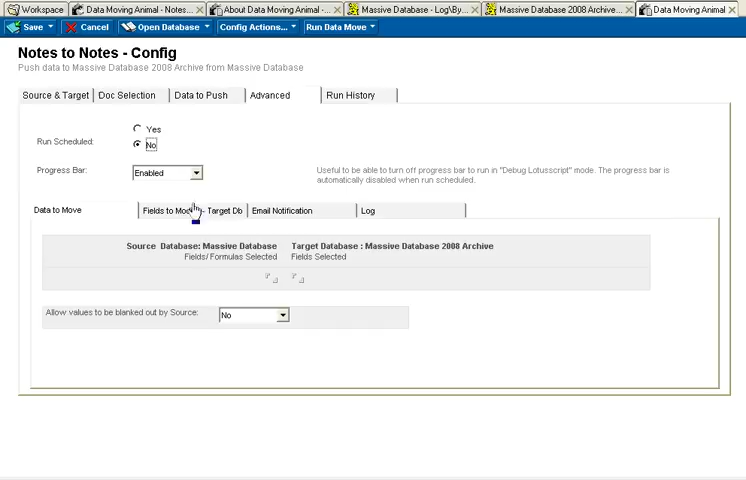 Workspace
Data Moving Animal - Notes...
About Data Moving Animal -...
Massive Database - Log\By...
Massive Database 2008 Archive...
Data Moving Animal
Save
Cancel
Open Database
Config Actions...
Run Data Move
Notes to Notes - Config
Push data to Massive Database 2008 Archive from Massive Database
Source & Target
Doc Selection
Data to Push
Advanced
Run History
Yes
Run Scheduled:
No
Progress Bar:
Enabled
Useful to be able to turn off progress bar to run in "Debug Lotusscript" mode. The progress bar is
automatically disabled when run scheduled.
Data to Move
Fields to Modify - Target Db
Email Notification
Log
Source Database: Massive Database
Target Database : Massive Database 2008 Archive
Fields/Formulas Selected
Fields Selected
Allow values to be blanked out by Source:
No